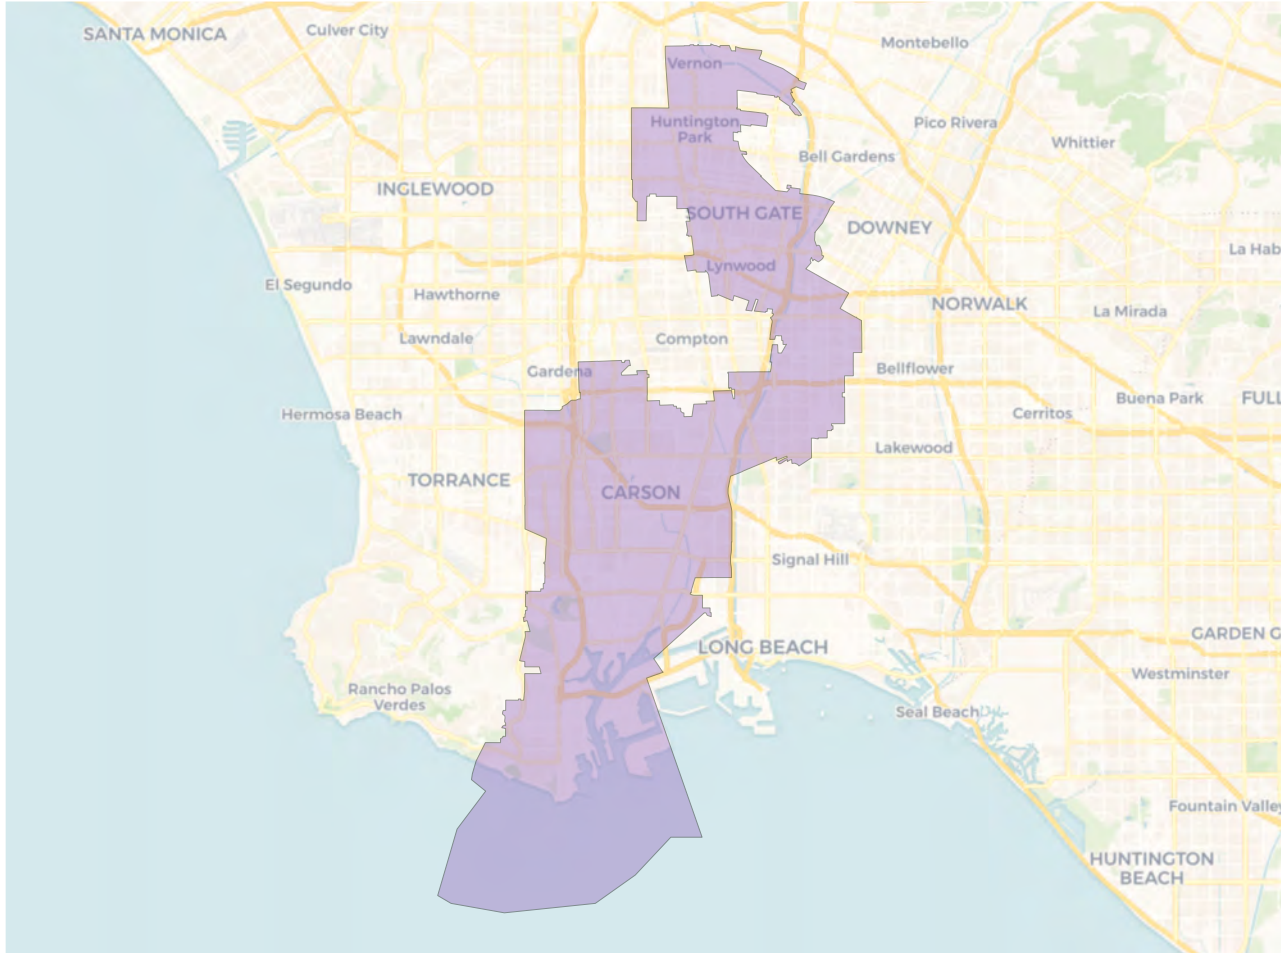 SANTA MONICA
Culver City
Montebello
Vernon
Huntington
Park
Pico Rivera
Whittier
Bell Gardens
INGLEWOOD
SOUTH GATE
DOWNEY
La Hab
Lynwood
El Segundo
Hawthorne
NORWALK
La Mirada
Lawndale
Compton
Gardena
Bellflower
Buena Park
FULL
Hermosa Beach
Cerritos
Lakewood
TORRANCE
CARSON
Signal Hill
GARDEN G
LONG BEACH
Westminster
Rancho Palos
Verdes
Seal Beach
Fountain Valley
HUNTINGTON
BEACH